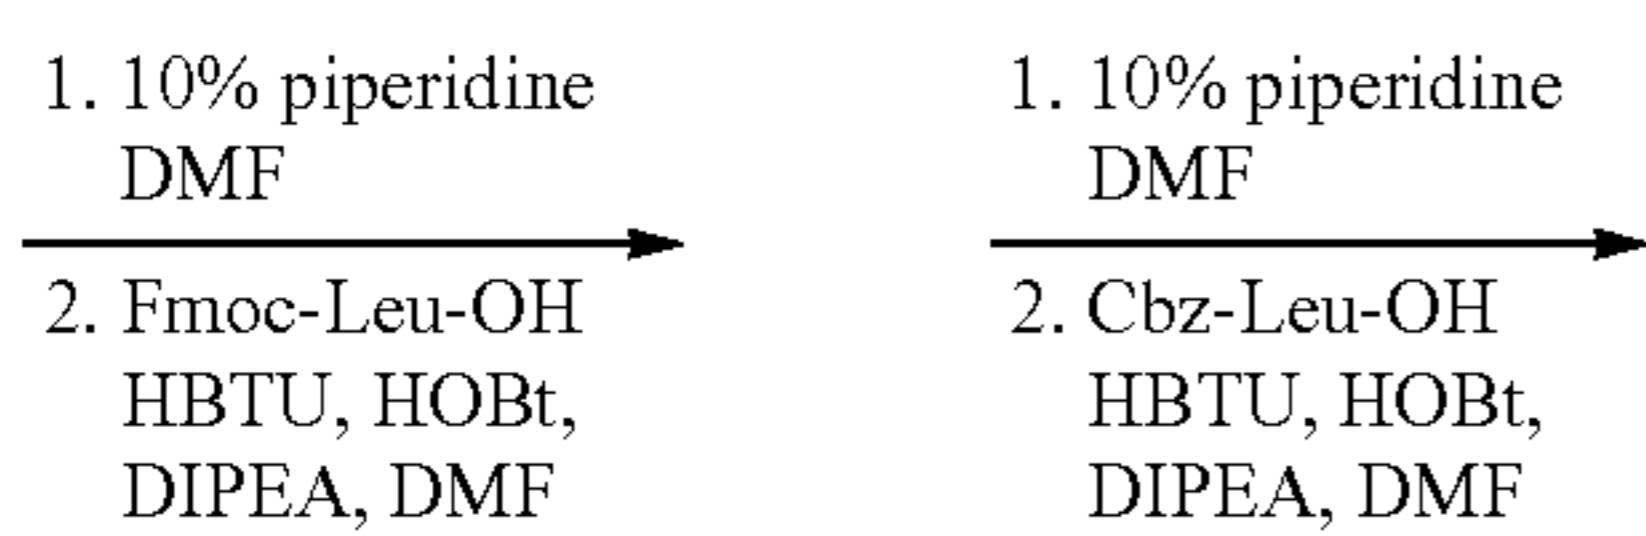 1. 10% piperidine
DMF
2. Fmoc-Leu-OH
HBTU, HOBt,
DIPEA, DMF
1. 10% piperidine
DMF
2. Cbz-Leu-OH
HBTU, HOBt,
DIPEA, DMF